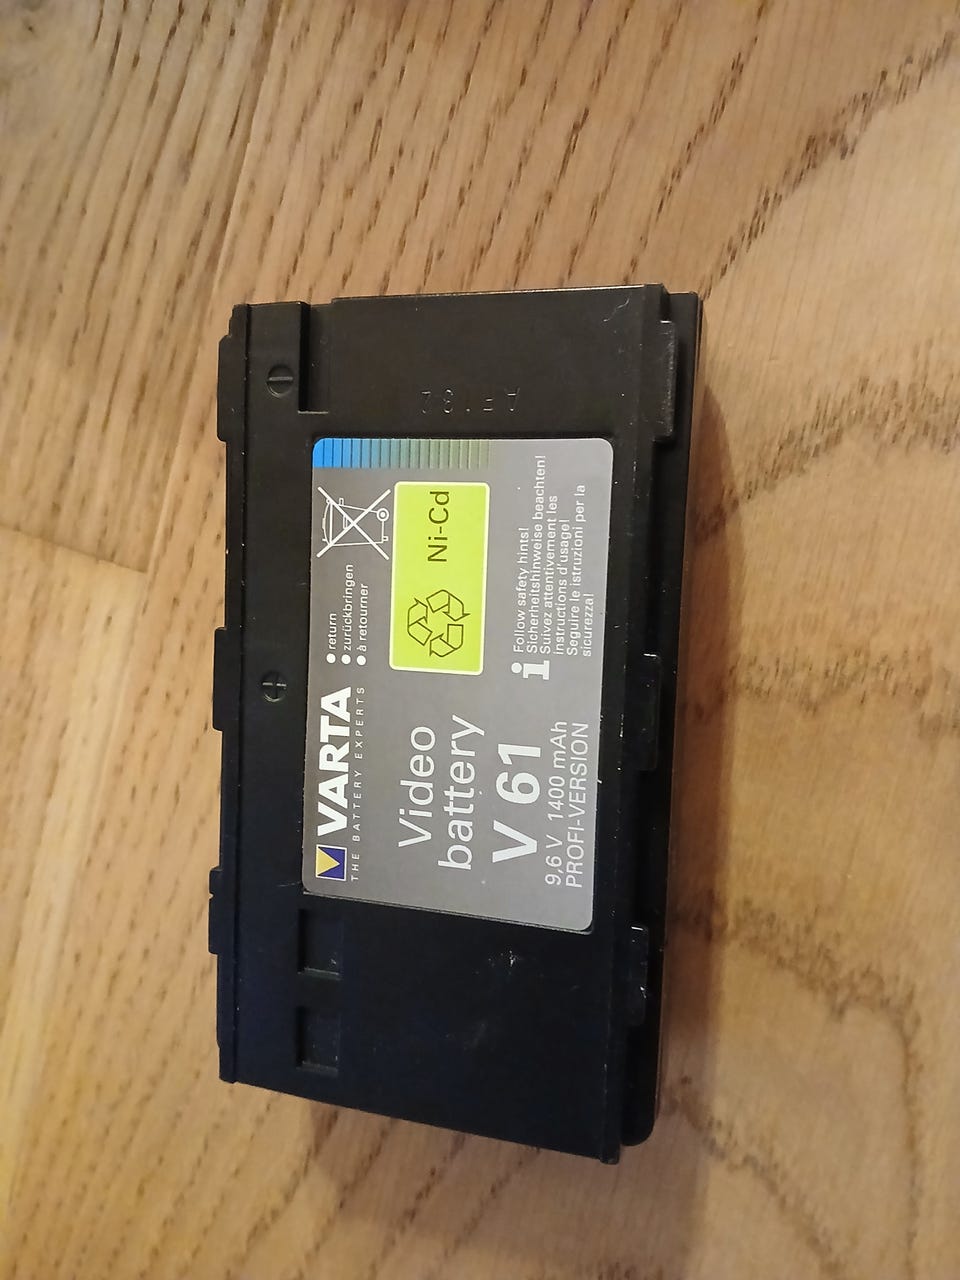 VARTA
THE BATTERY EXPERTS
return
zurückbringen
à retourner
Video
battery
Ni-Cd
V 61
9,6 V 1400 mAh
PROFI-VERSION
i
Follow safety hints!
Sicherheitshinweise beachten!
Suivez attentivement les
instructions d'usage!
Seguire le istruzioni per la
sicurezza!